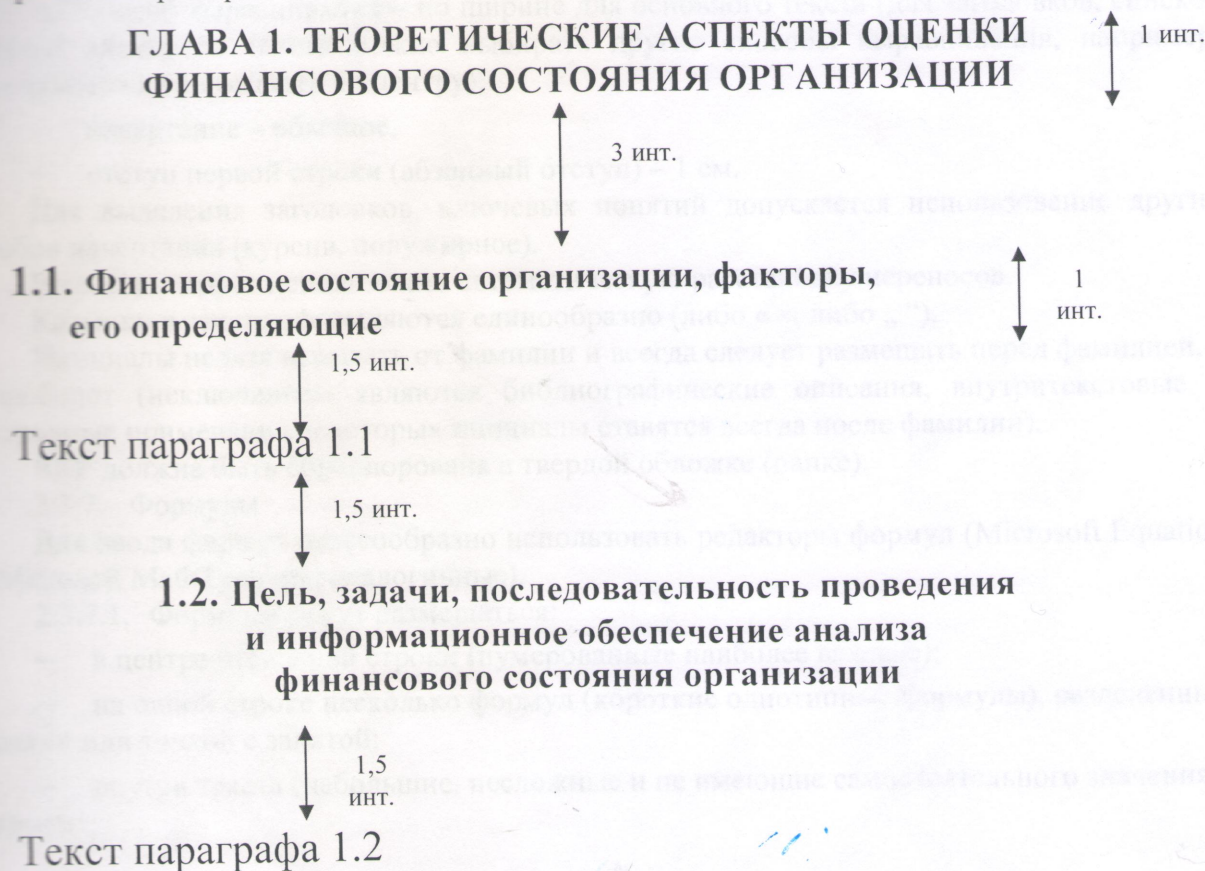 ГЛАВА 1. ТЕОРЕТИЧЕСКИЕ АСПЕКТЫ ОЦЕНКИ
1 инт.
ФИНАНСОВОГО СОСТОЯНИЯ ОРГАНИЗАЦИИ
3 инт.
1.1. Финансовое состояние организации, факторы,
его определяющие
1
инт.
1,5 инт.
Текст параграфа 1.1
1,5 инт.
1.2. Цель, задачи, последовательность проведения
и информационное обеспечение анализа
финансового состояния организации
1,5
инт.
Текст параграфа 1.2